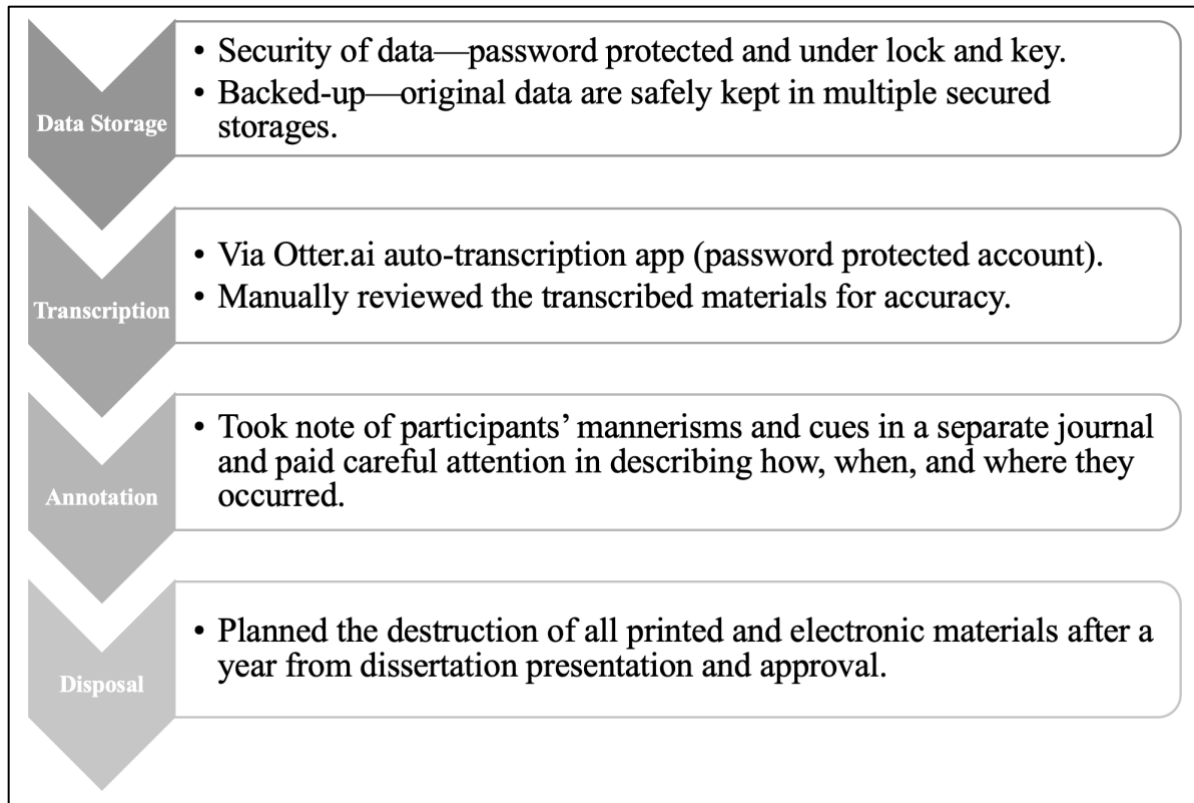 Data Storage
• Security of data—password protected and under lock and key.
• Backed-up—original data are safely kept in multiple secured
storages.
Transcription
• Via Otter.ai auto-transcription app (password protected account).
• Manually reviewed the transcribed materials for accuracy.
Annotation
• Took note of participants’ mannerisms and cues in a separate journal
and paid careful attention in describing how, when, and where they
occurred.
Disposal
• Planned the destruction of all printed and electronic materials after a
year from dissertation presentation and approval.